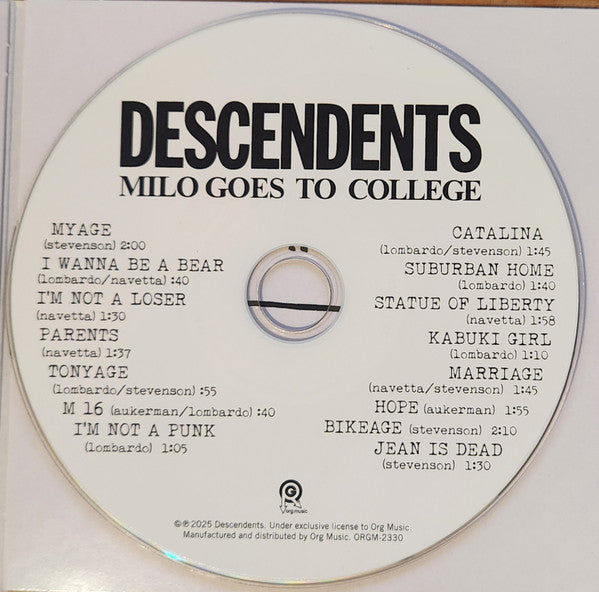 DESCENDENTS
MILO GOES TO COLLEGE
MYAGE
(stevenson) 2:00
I WANNA BE A BEAR
(lombardo/navetta) :40
I'M NOT A LOSER
(navetta) 1:30
PARENTS
(navetta) 1:37
TONYAGE
(lombardo/stevenson) :55
M 16 (aukerman/lombardo) :40
I'M NOT A PUNK
(lombardo) 1:05
CATALINA
(lombardo/stevenson) 1:45
SUBURBAN HOME
(lombardo) 1:40
STATUE OF LIBERTY
(navetta) 1:58
KABUKI GIRL
(lombardo) 1:10
MARRIAGE
(navetta/stevenson) 1:45
HOPE (aukerman) 1:55
BIKEAGE (stevenson) 2:10
JEAN IS DEAD
(stevenson) 1:30
org music
©℗ 2025 Descendents. Under exclusive license to Org Music.
Manufactured and distributed by Org Music. ORGM-2330